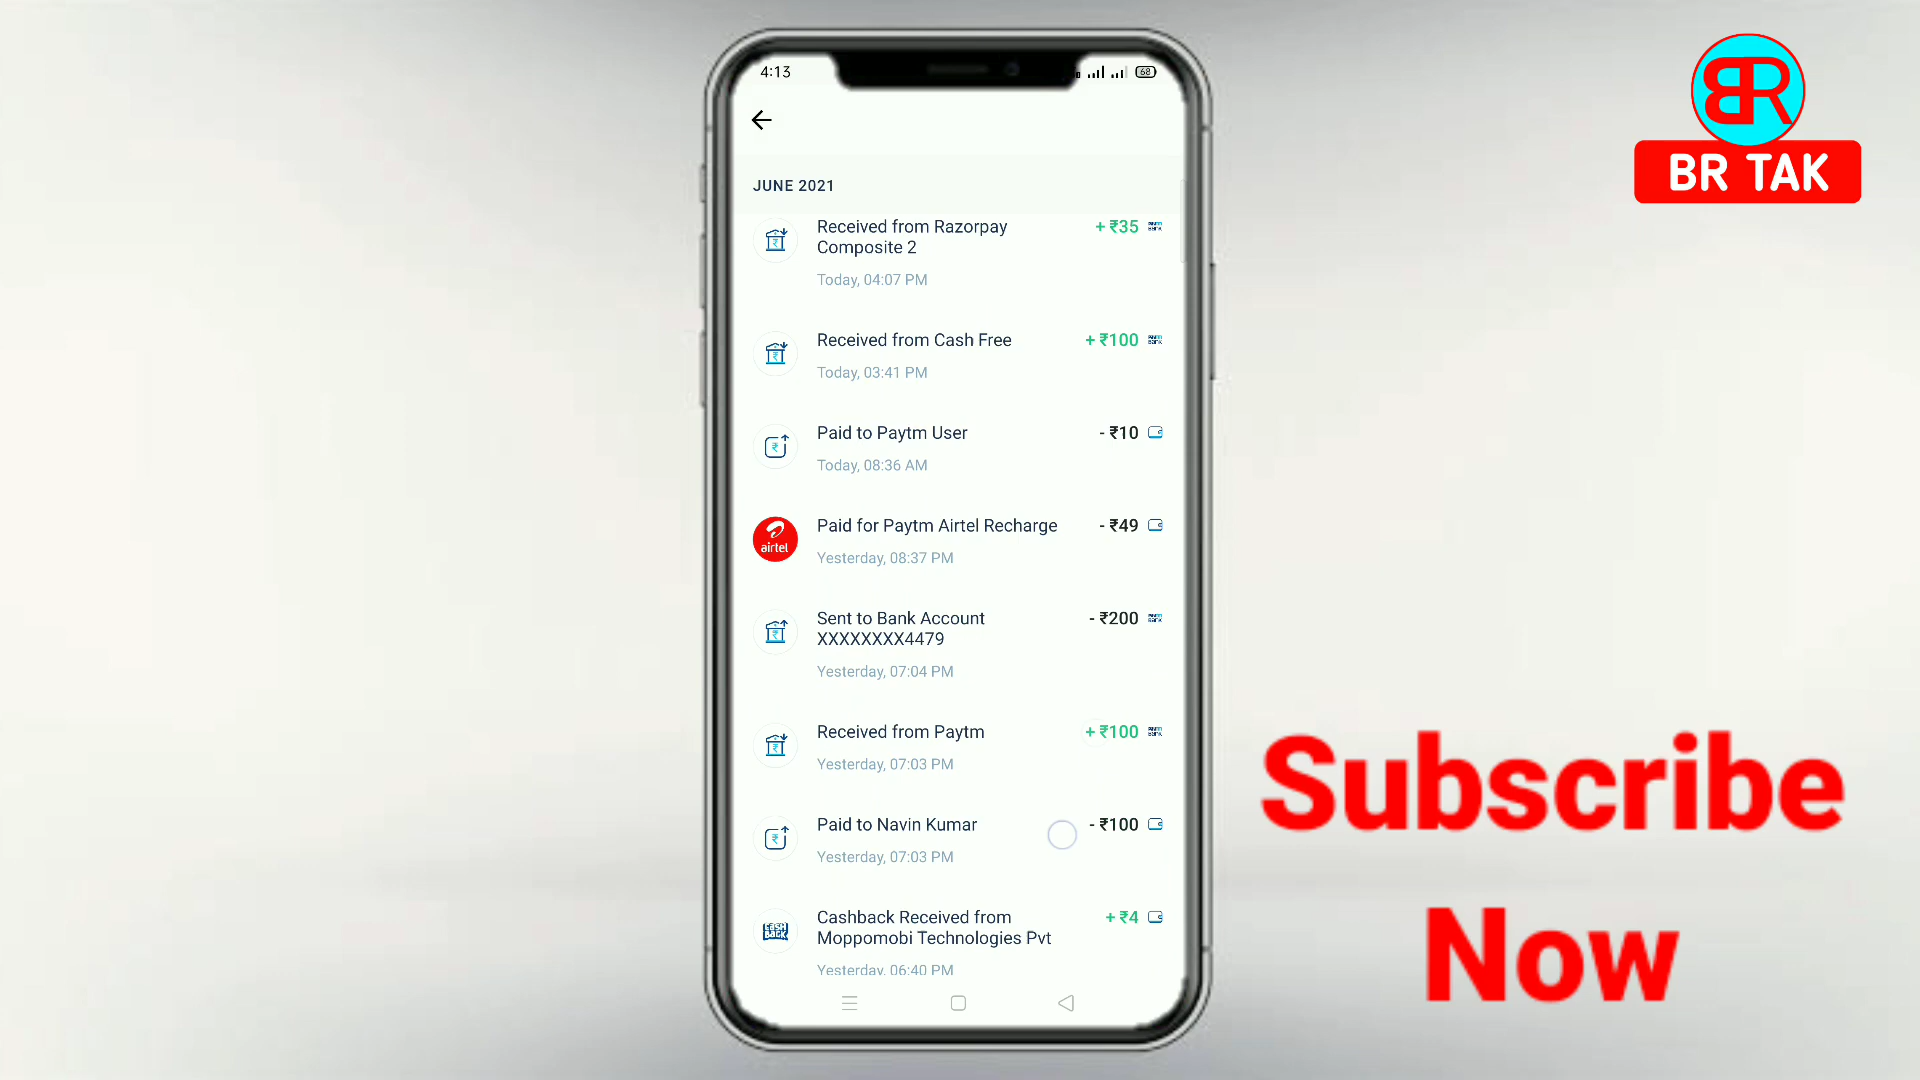 4:13
68
BR
BR TAK
JUNE 2021
Received from Razorpay
Composite 2
+ ₹35
Today, 04:07 PM
Received from Cash Free
+ ₹100
Today, 03:41 PM
Paid to Paytm User
- ₹10
Today, 08:36 AM
airtel
Paid for Paytm Airtel Recharge
- ₹49
Yesterday, 08:37 PM
Sent to Bank Account
XXXXXXXX4479
- ₹200
Yesterday, 07:04 PM
Received from Paytm
+ ₹100
Yesterday, 07:03 PM
Paid to Navin Kumar
- ₹100
Yesterday, 07:03 PM
CASH
BACK
Cashback Received from
Moppomobi Technologies Pvt
+ ₹4
Yesterday, 06:40 PM
Subscribe
Now